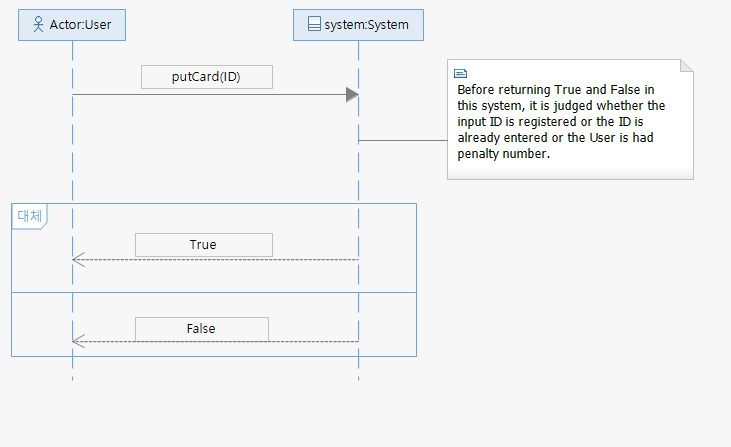 Actor:User
system:System
putCard(ID)
Before returning True and False in
this system, it is judged whether the
input ID is registered or the ID is
already entered or the User is had
penalty number.
대체
True
False